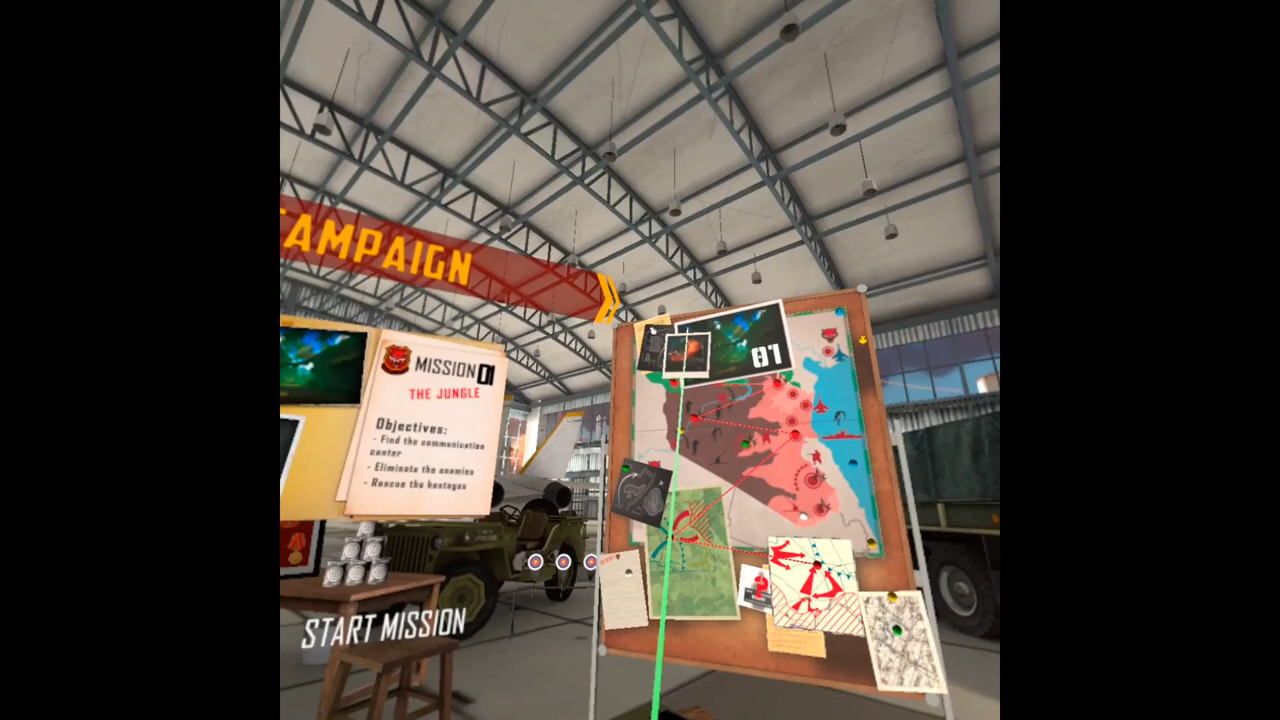 CAMPAIGN
MISSION 01
THE JUNGLE
Objectives:
- Find the communication
center
- Eliminate the enemies
- Rescue the hostages
START MISSION
01
?